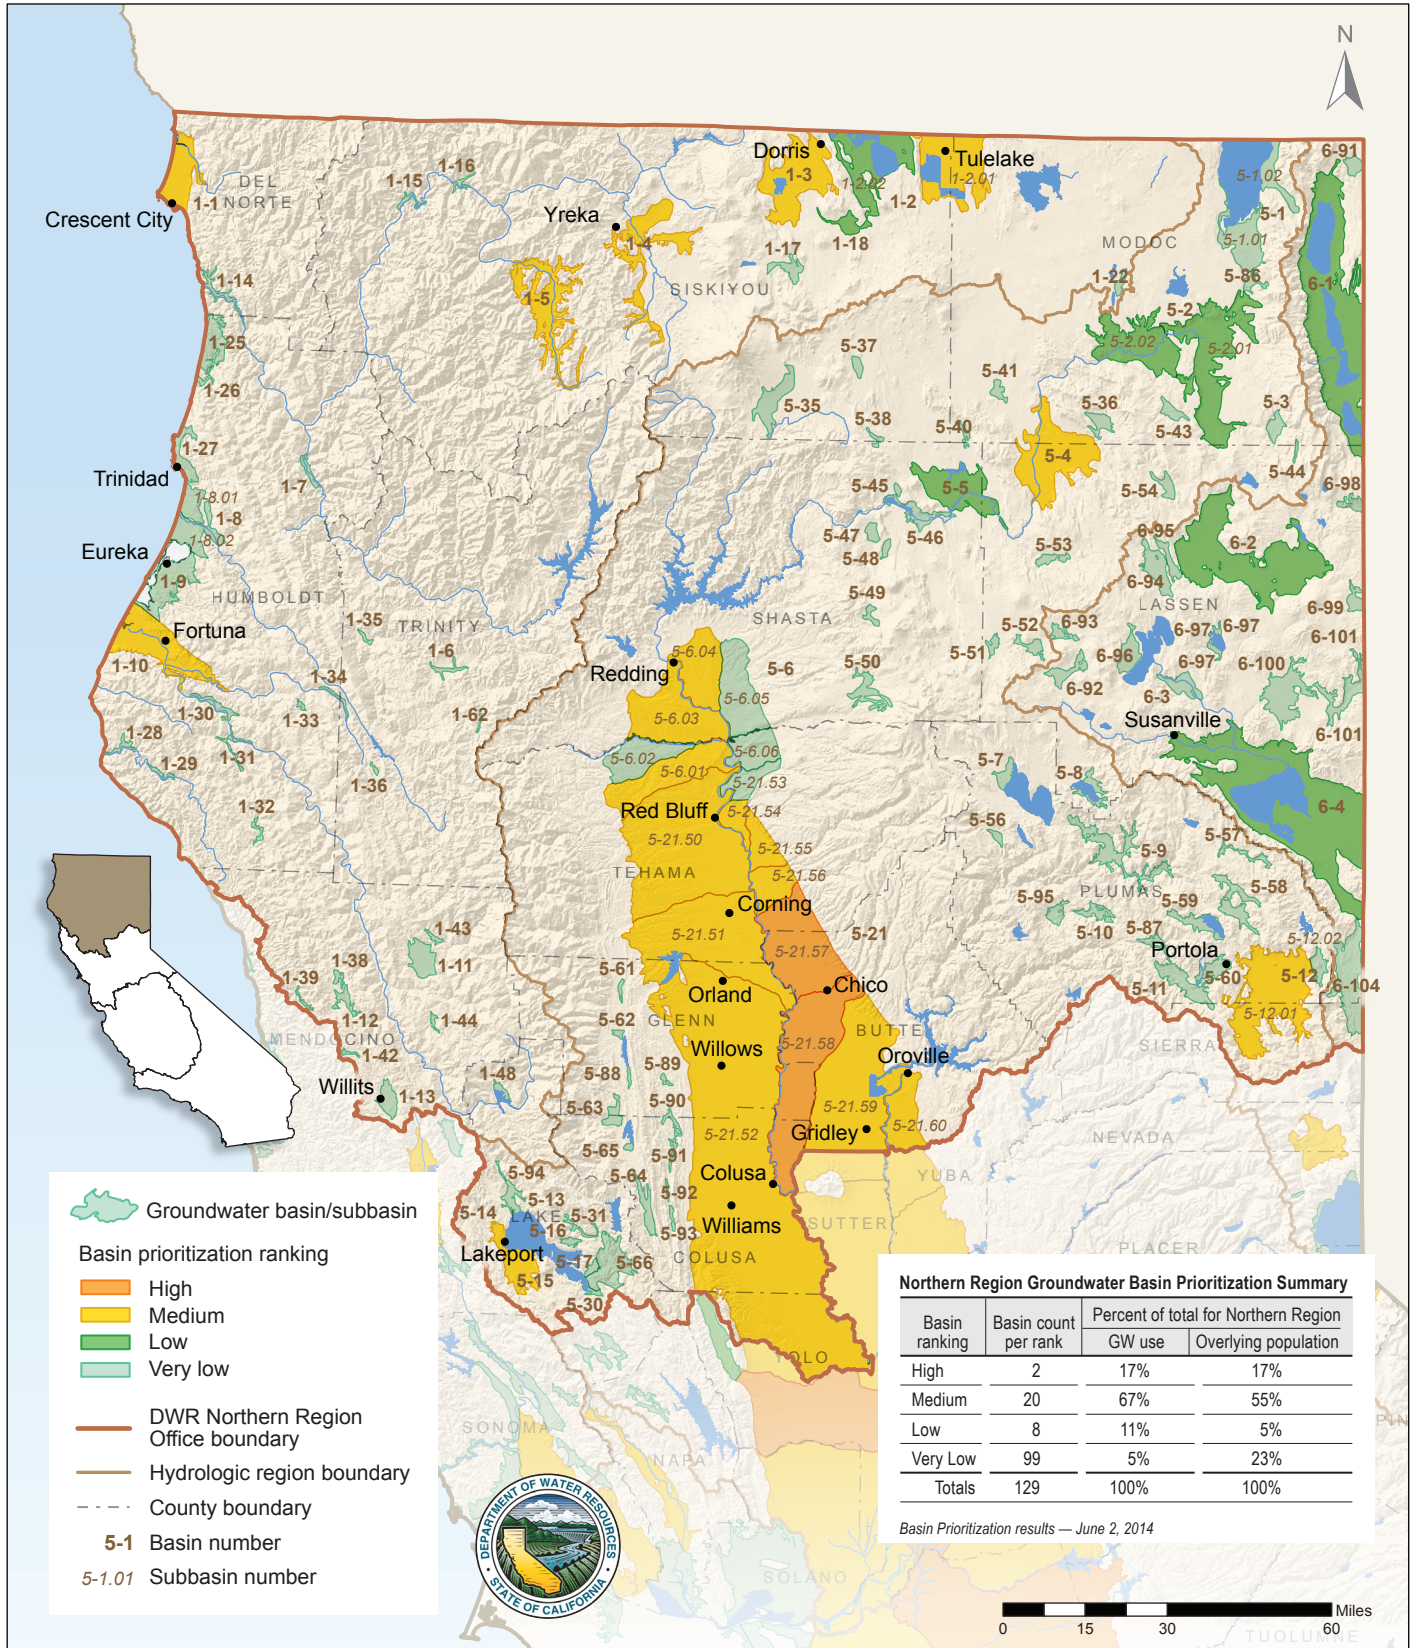 N
Dorris
Tulelake
1-3
1-2.02
1-2
1-2.01
6-91
5-1.02
5-1
5-1.01
DEL
NORTE
1-1
Crescent City
1-15
1-16
Yreka
1-4
1-17
1-18
MODOC
1-22
5-86
6-1
1-14
1-5
SISKIYOU
5-2
5-2.02
5-2.01
1-25
1-26
5-37
5-41
5-35
5-38
5-40
5-36
5-43
5-3
1-27
Trinidad
1-7
5-4
5-44
1-8.01
1-8
1-8.02
5-45
5-5
5-54
6-98
Eureka
1-9
5-47
5-46
5-48
5-53
6-95
6-2
6-94
HUMBOLDT
5-49
SHASTA
LASSEN
6-99
Fortuna
1-35
TRINITY
5-52
6-93
6-97
6-97
6-101
1-10
1-6
5-6.04
Redding
5-6
5-50
5-51
6-96
6-97
6-100
1-34
5-6.05
6-92
6-3
1-30
1-33
1-62
5-6.03
Susanville
1-28
1-31
5-6.02
5-6.01
5-6.06
6-101
1-29
1-36
5-21.53
5-7
5-8
6-4
1-32
Red Bluff
5-21.54
5-56
5-57
5-21.50
5-21.55
5-9
TEHAMA
5-21.56
PLUMAS
5-58
Corning
5-95
5-59
1-43
5-21.51
5-21.57
5-21
5-10
5-87
5-12.02
1-39
1-38
1-11
5-61
Portola
Orland
Chico
5-11
5-60
5-12
6-104
1-12
1-44
5-62
GLENN
BUTTE
5-12.01
MENDOCINO
5-21.58
SIERRA
1-42
Willows
Oroville
Willits
1-48
5-88
5-89
1-13
5-63
5-90
5-21.59
5-21.52
Gridley
5-21.60
NEVADA
5-65
5-91
5-94
5-64
Colusa
YUBA
5-13
5-92
5-14
LAKE
5-31
Williams
SUTTER
5-16
5-93
Lakeport
5-17
5-66
COLUSA
PLACER
5-15
5-30
YOLO
SONOMA
NAPA
SOLANO
TUOLUMNE
Groundwater basin/subbasin
Basin prioritization ranking
High
Medium
Low
Very low
DWR Northern Region
Office boundary
Hydrologic region boundary
County boundary
5-1 Basin number
5-1.01 Subbasin number
DEPARTMENT OF WATER RESOURCES
STATE OF CALIFORNIA
Northern Region Groundwater Basin Prioritization Summary
Basin ranking Basin count per rank Percent of total for Northern Region
GW use Overlying population
High 2 17% 17%
Medium 20 67% 55%
Low 8 11% 5%
Very Low 99 5% 23%
Totals 129 100% 100%
Basin Prioritization results — June 2, 2014
Miles
0 15 30 60